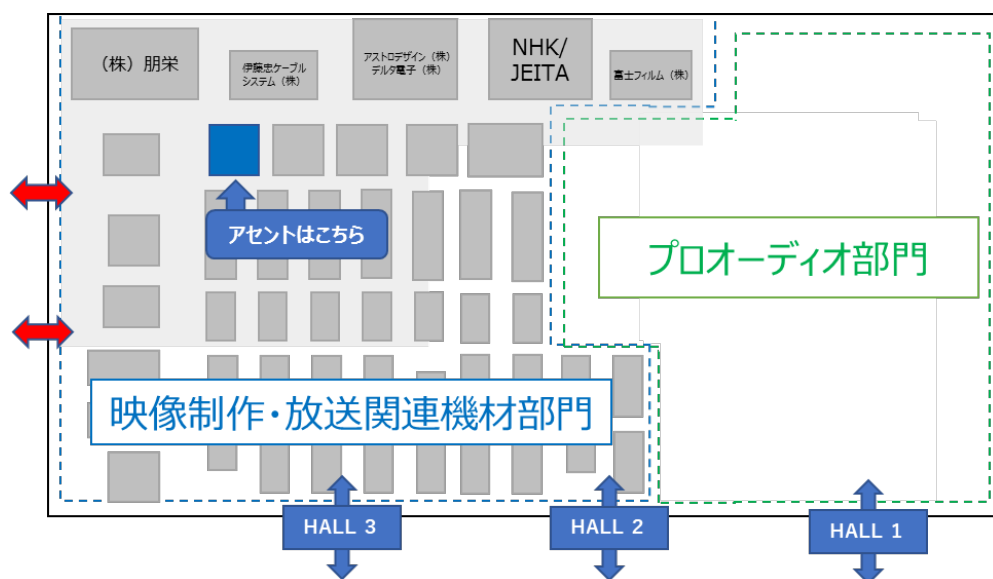 (株)朋栄
伊藤忠ケーブル
システム(株)
アストロデザイン(株)
デルタ電子(株)
NHK/
JEITA
富士フィルム(株)
アセントはこちら
プロオーディオ部門
映像制作・放送関連機材部門
HALL 3
HALL 2
HALL 1